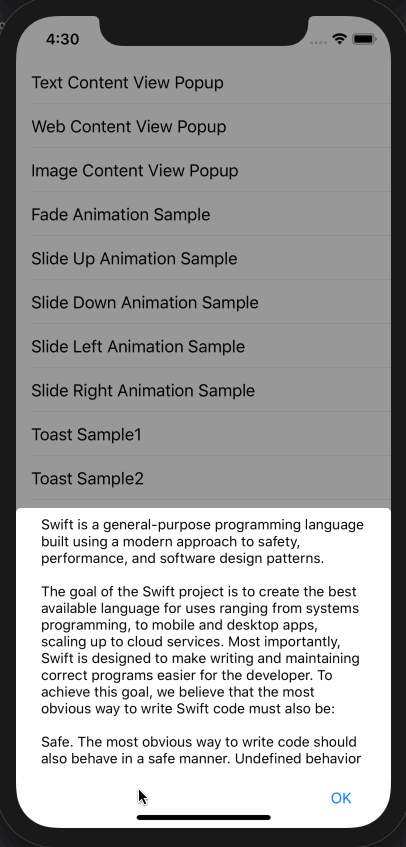 4:30
Text Content View Popup
Web Content View Popup
Image Content View Popup
Fade Animation Sample
Slide Up Animation Sample
Slide Down Animation Sample
Slide Left Animation Sample
Slide Right Animation Sample
Toast Sample1
Toast Sample2
Swift is a general-purpose programming language
built using a modern approach to safety,
performance, and software design patterns.
The goal of the Swift project is to create the best
available language for uses ranging from systems
programming, to mobile and desktop apps,
scaling up to cloud services. Most importantly,
Swift is designed to make writing and maintaining
correct programs easier for the developer. To
achieve this goal, we believe that the most
obvious way to write Swift code must also be:
Safe. The most obvious way to write code should
also behave in a safe manner. Undefined behavior
OK